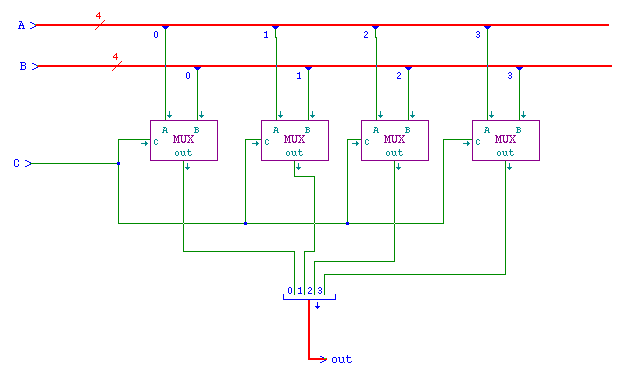 4
A
0 1 2 3
4
B
0 1 2 3
A B A B A B A B
C MUX C MUX C MUX C MUX
out out out out
C
0 1 2 3
out